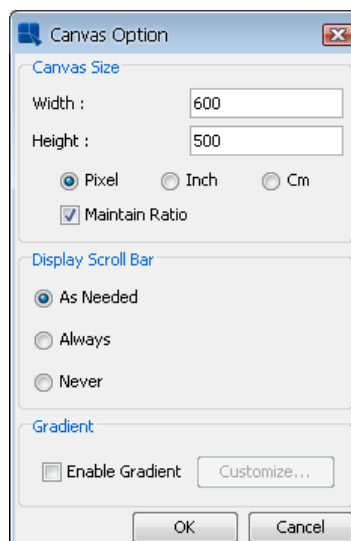 Canvas Option
Canvas Size
Width : 600
Height : 500
Pixel Inch Cm
Maintain Ratio
Display Scroll Bar
As Needed
Always
Never
Gradient
Enable Gradient Customize...
OK Cancel